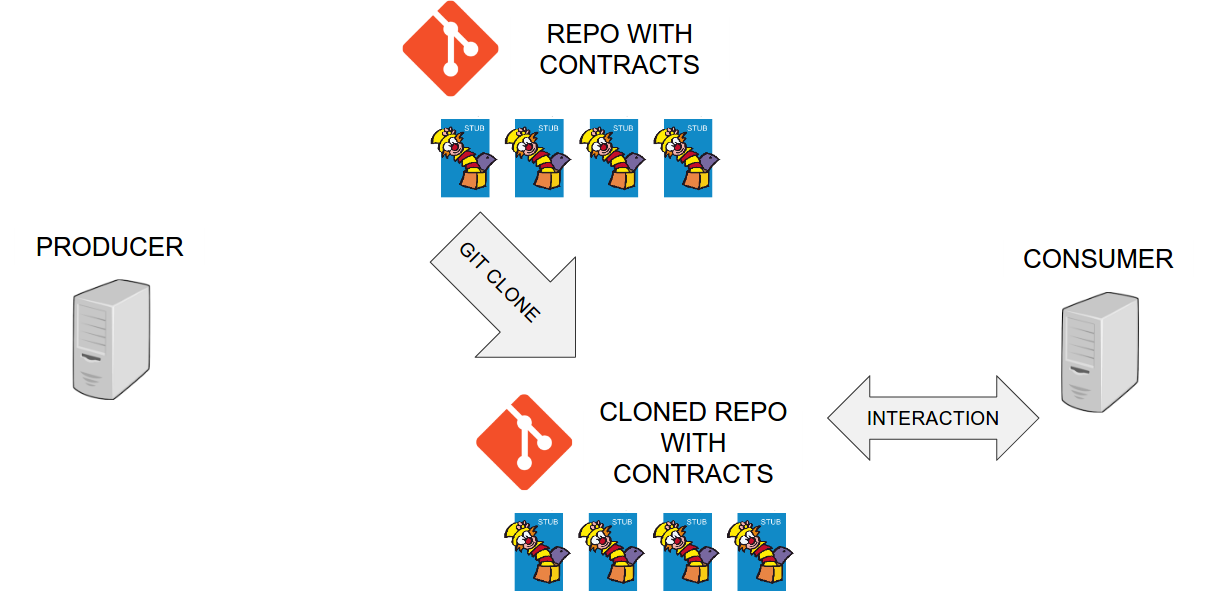 REPO WITH
CONTRACTS
STUB STUB STUB STUB
PRODUCER
GIT CLONE
CONSUMER
CLONED REPO
WITH
CONTRACTS
INTERACTION
STUB STUB STUB STUB